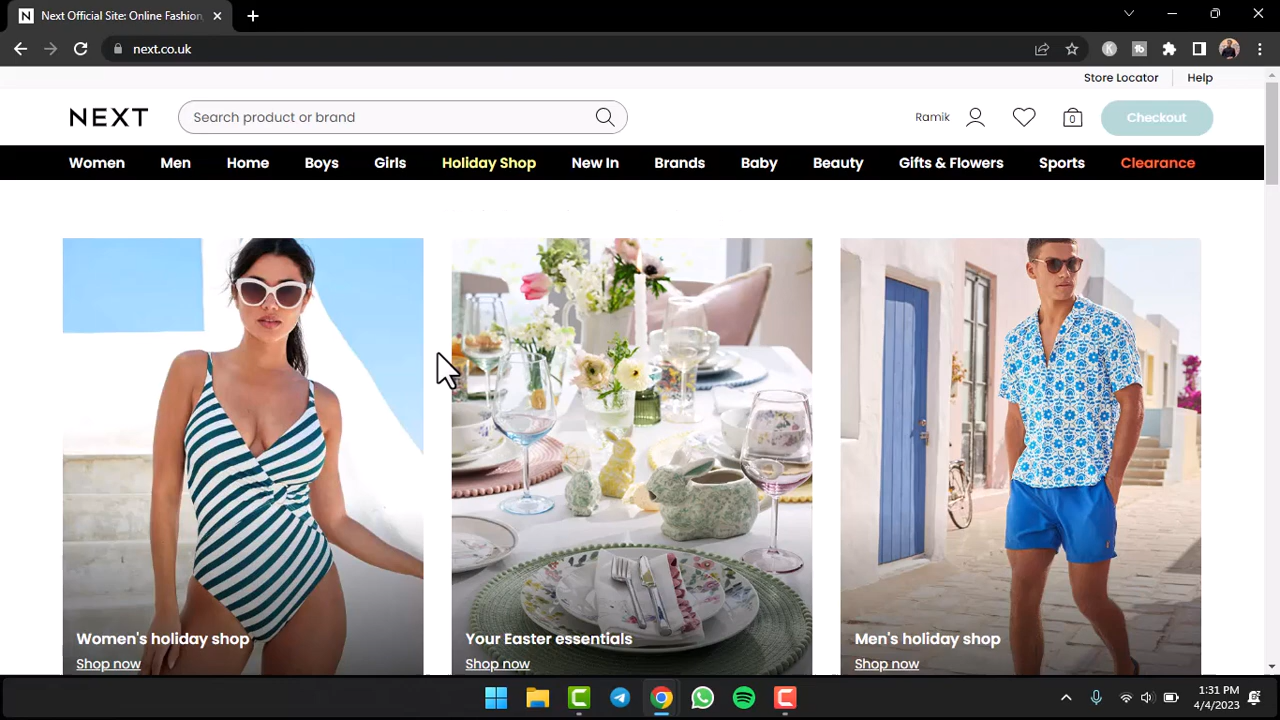 Next Official Site: Online Fashion,
next.co.uk
Store Locator Help
NEXT Search product or brand Ramik 0 Checkout
Women Men Home Boys Girls Holiday Shop New In Brands Baby Beauty Gifts & Flowers Sports Clearance
Women's holiday shop Your Easter essentials Men's holiday shop
Shop now Shop now Shop now
1:31 PM
4/4/2023